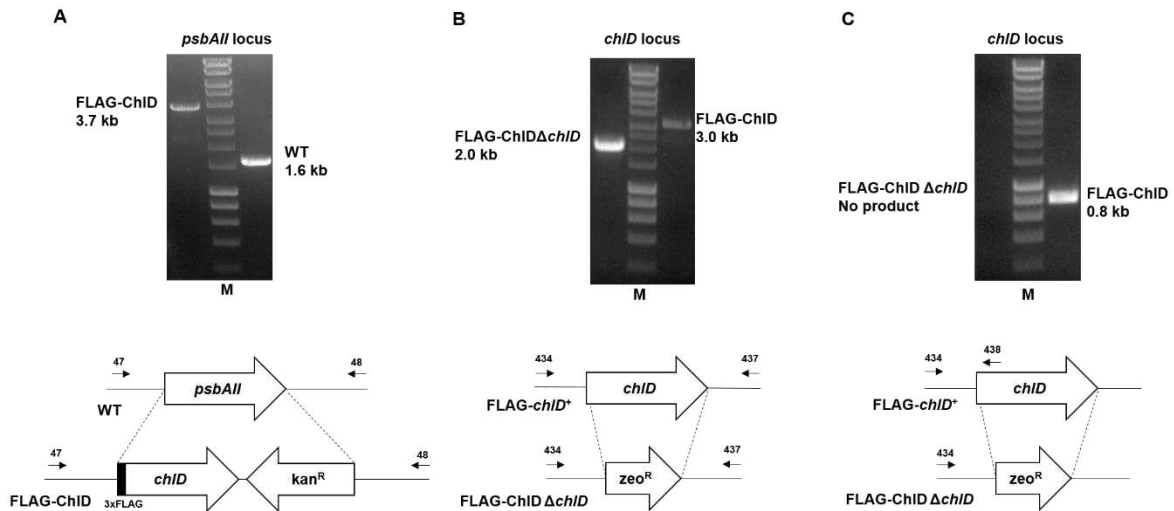 A
psbAII locus
FLAG-ChlD
3.7 kb
WT
1.6 kb
M
47
48
psbAII
WT
47
48
chlD
kanR
3xFLAG
FLAG-ChlD
B
chlD locus
FLAG-ChlDΔchlD
2.0 kb
FLAG-ChlD
3.0 kb
M
434
437
chlD
FLAG-chlD+
434
437
zeoR
FLAG-ChlD ΔchlD
C
chlD locus
FLAG-ChlD ΔchlD
No product
FLAG-ChlD
0.8 kb
M
434
438
chlD
FLAG-chlD+
434
zeoR
FLAG-ChlD ΔchlD